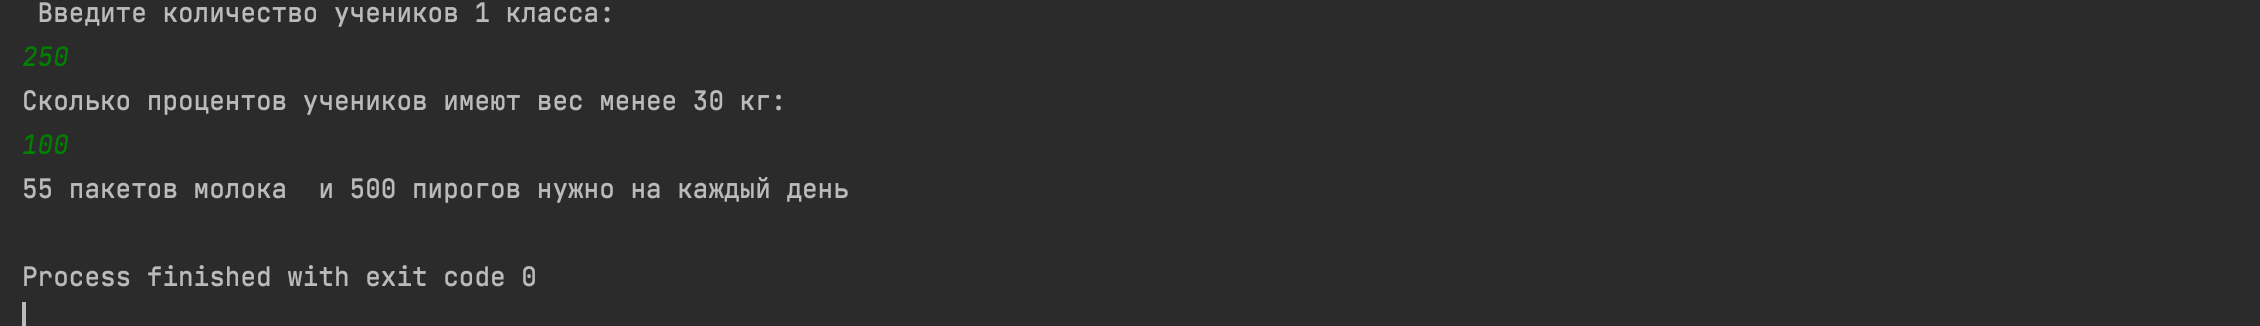 Введите количество учеников 1 класса:
250
Сколько процентов учеников имеют вес менее 30 кг:
100
55 пакетов молока  и 500 пирогов нужно на каждый день
Process finished with exit code 0